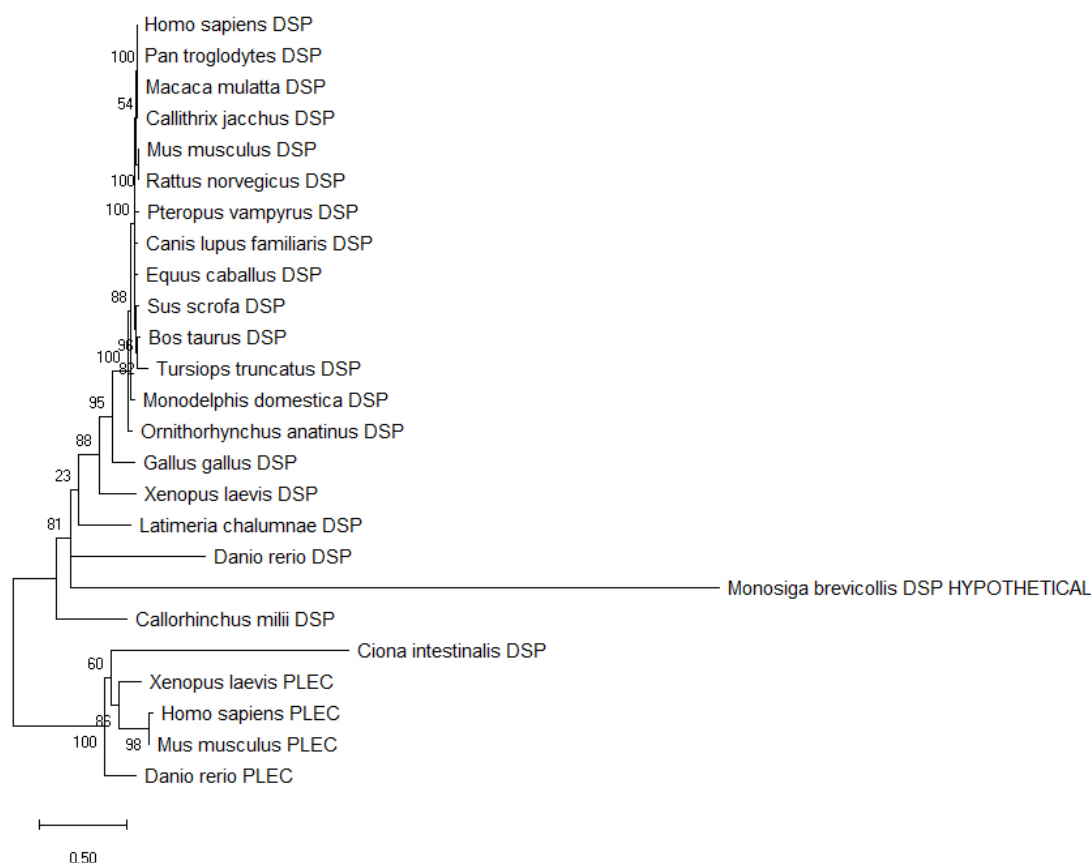 Homo sapiens DSP
100
Pan troglodytes DSP
Macaca mulatta DSP
54
Callithrix jacchus DSP
Mus musculus DSP
100
Rattus norvegicus DSP
100
Pteropus vampyrus DSP
Canis lupus familiaris DSP
Equus caballus DSP
88
Sus scrofa DSP
Bos taurus DSP
96
100
82
Tursiops truncatus DSP
Monodelphis domestica DSP
95
Ornithorhynchus anatinus DSP
88
Gallus gallus DSP
23
Xenopus laevis DSP
81
Latimeria chalumnae DSP
Danio rerio DSP
Monosiga brevicollis DSP HYPOTHETICAL
Callorhinchus milii DSP
Ciona intestinalis DSP
60
Xenopus laevis PLEC
Homo sapiens PLEC
86
100
98
Mus musculus PLEC
Danio rerio PLEC
0.50